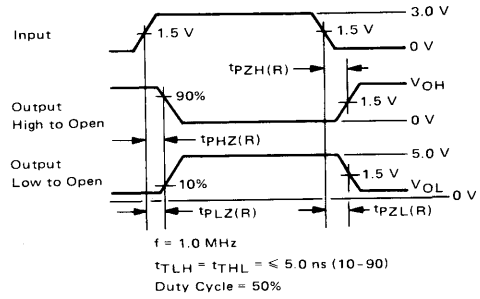 3.0 V
Input
1.5 V
1.5 V
0 V
tPZH(R)
VOH
90%
Output
High to Open
1.5 V
0 V
tPHZ(R)
5.0 V
Output
Low to Open
1.5 V
10%
VOL
0 V
tPLZ(R)
tPZL(R)
f = 1.0 MHz
tTLH = tTHL = ≤ 5.0 ns (10-90)
Duty Cycle = 50%